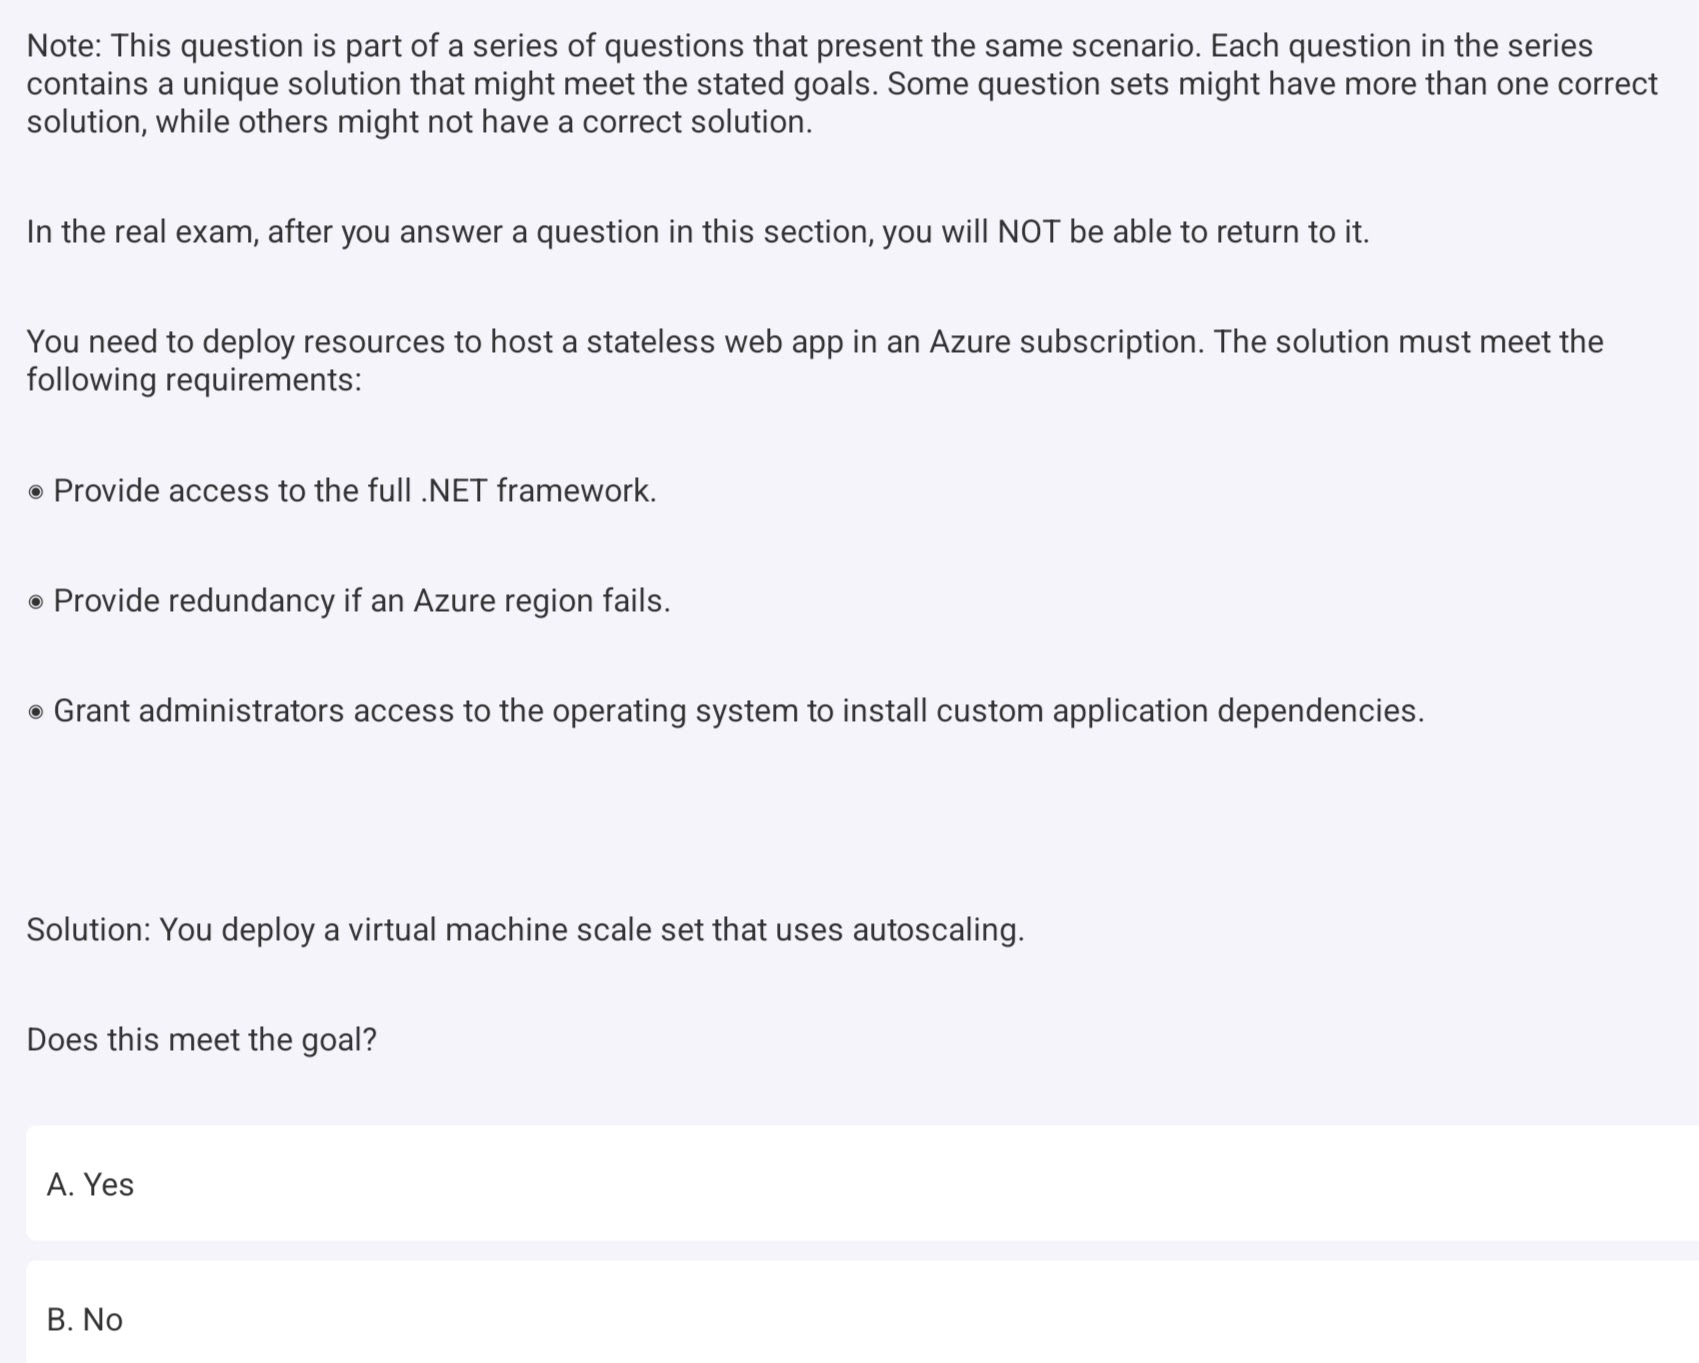 Note: This question is part of a series of questions that present the same scenario. Each question in the series
contains a unique solution that might meet the stated goals. Some question sets might have more than one correct
solution, while others might not have a correct solution.
In the real exam, after you answer a question in this section, you will NOT be able to return to it.
You need to deploy resources to host a stateless web app in an Azure subscription. The solution must meet the
following requirements:
◉ Provide access to the full .NET framework.
◉ Provide redundancy if an Azure region fails.
◉ Grant administrators access to the operating system to install custom application dependencies.
Solution: You deploy a virtual machine scale set that uses autoscaling.
Does this meet the goal?
A. Yes
B. No